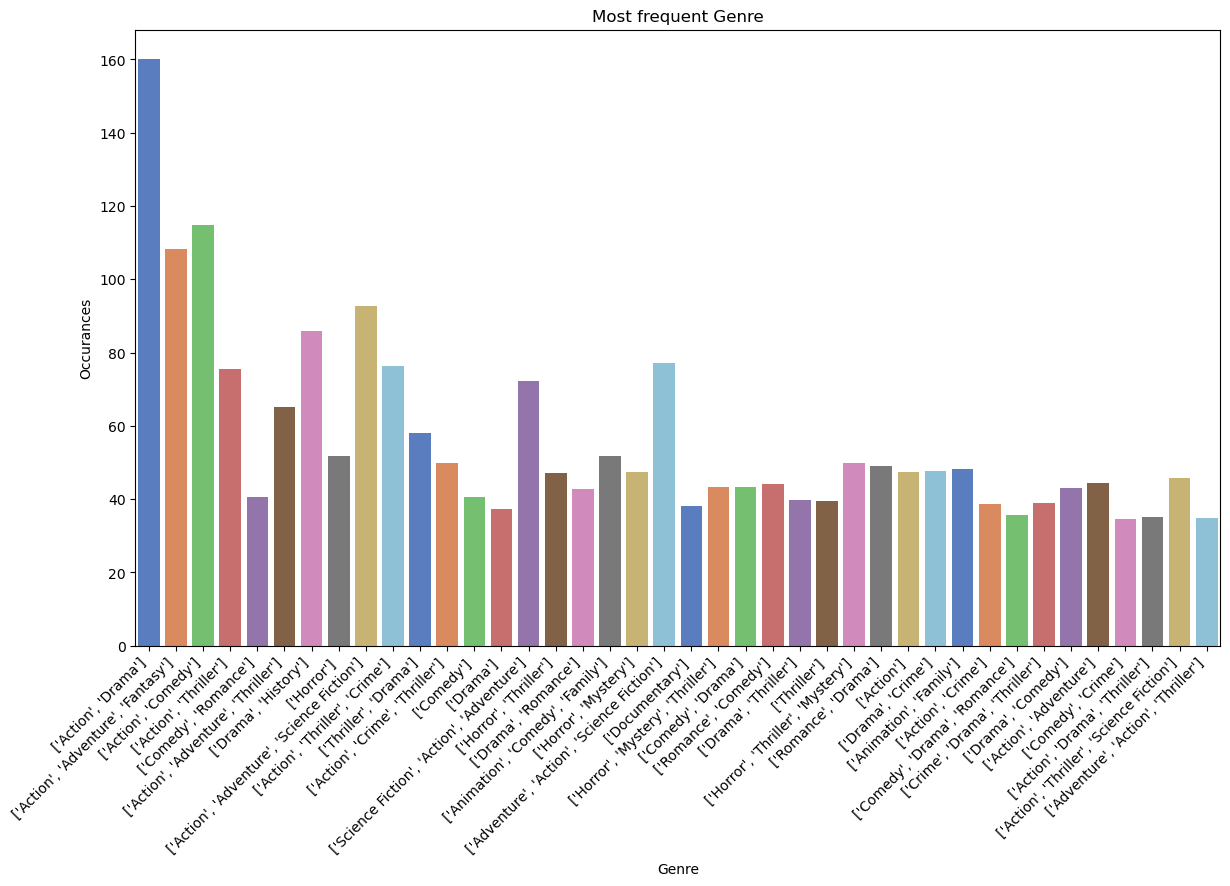 Most frequent Genre
Occurances
160
140
120
100
80
60
40
20
0
['Action', 'Drama']
['Action', 'Adventure', 'Fantasy']
['Action', 'Comedy']
['Action', 'Thriller']
['Comedy', 'Romance']
['Action', 'Adventure', 'Thriller']
['Drama', 'History']
['Horror']
['Action', 'Adventure', 'Science Fiction']
['Action', 'Thriller', 'Crime']
['Thriller', 'Drama']
['Action', 'Crime', 'Thriller']
['Comedy']
['Drama']
['Science Fiction', 'Action', 'Adventure']
['Horror', 'Thriller']
['Drama', 'Romance']
['Animation', 'Comedy', 'Family']
['Horror', 'Mystery']
['Adventure', 'Action', 'Science Fiction']
['Documentary']
['Horror', 'Mystery', 'Thriller']
['Comedy', 'Drama']
['Romance', 'Comedy']
['Drama', 'Thriller']
['Thriller']
['Horror', 'Thriller', 'Mystery']
['Romance', 'Drama']
['Action']
['Drama', 'Crime']
['Animation', 'Family']
['Action', 'Crime']
['Comedy', 'Drama', 'Romance']
['Crime', 'Drama', 'Thriller']
['Drama', 'Comedy']
['Action', 'Adventure']
['Comedy', 'Crime']
['Action', 'Drama', 'Thriller']
['Action', 'Thriller', 'Science Fiction']
['Adventure', 'Action', 'Thriller']
Genre